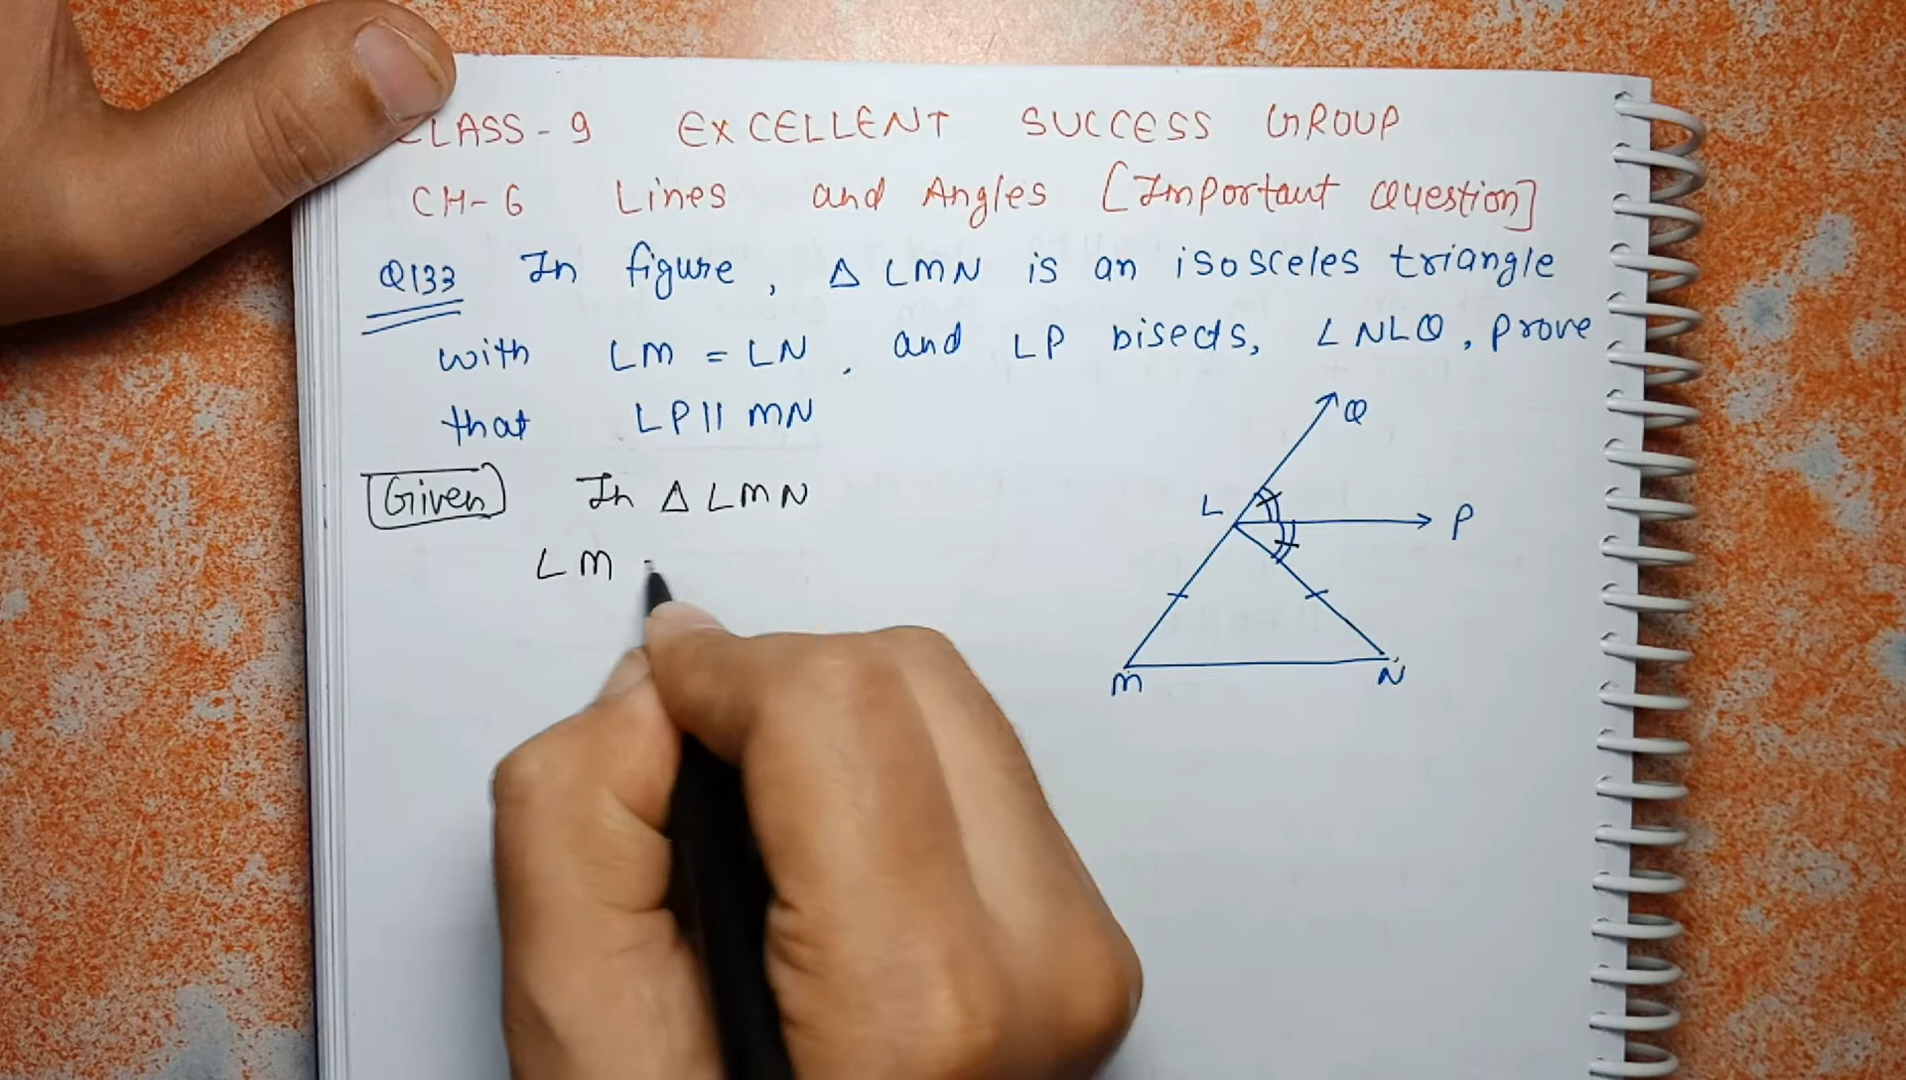 CLASS-9 EXCELLENT SUCCESS GROUP
CH-6 Lines and Angles [Important Question]
Q133 In figure, Δ LMN is an isosceles triangle
with LM = LN, and LP bisects, ∠NLQ, prove
that LP || MN
Given In Δ LMN
LM
Q
L
P
M
N